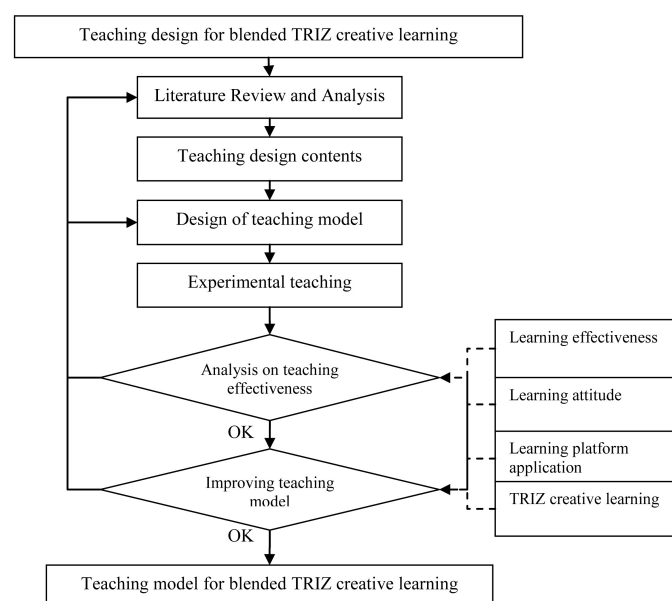 Teaching design for blended TRIZ creative learning
Literature Review and Analysis
Teaching design contents
Design of teaching model
Experimental teaching
Analysis on teaching
effectiveness
OK
Improving teaching
model
OK
Teaching model for blended TRIZ creative learning
Learning effectiveness
Learning attitude
Learning platform
application
TRIZ creative learning